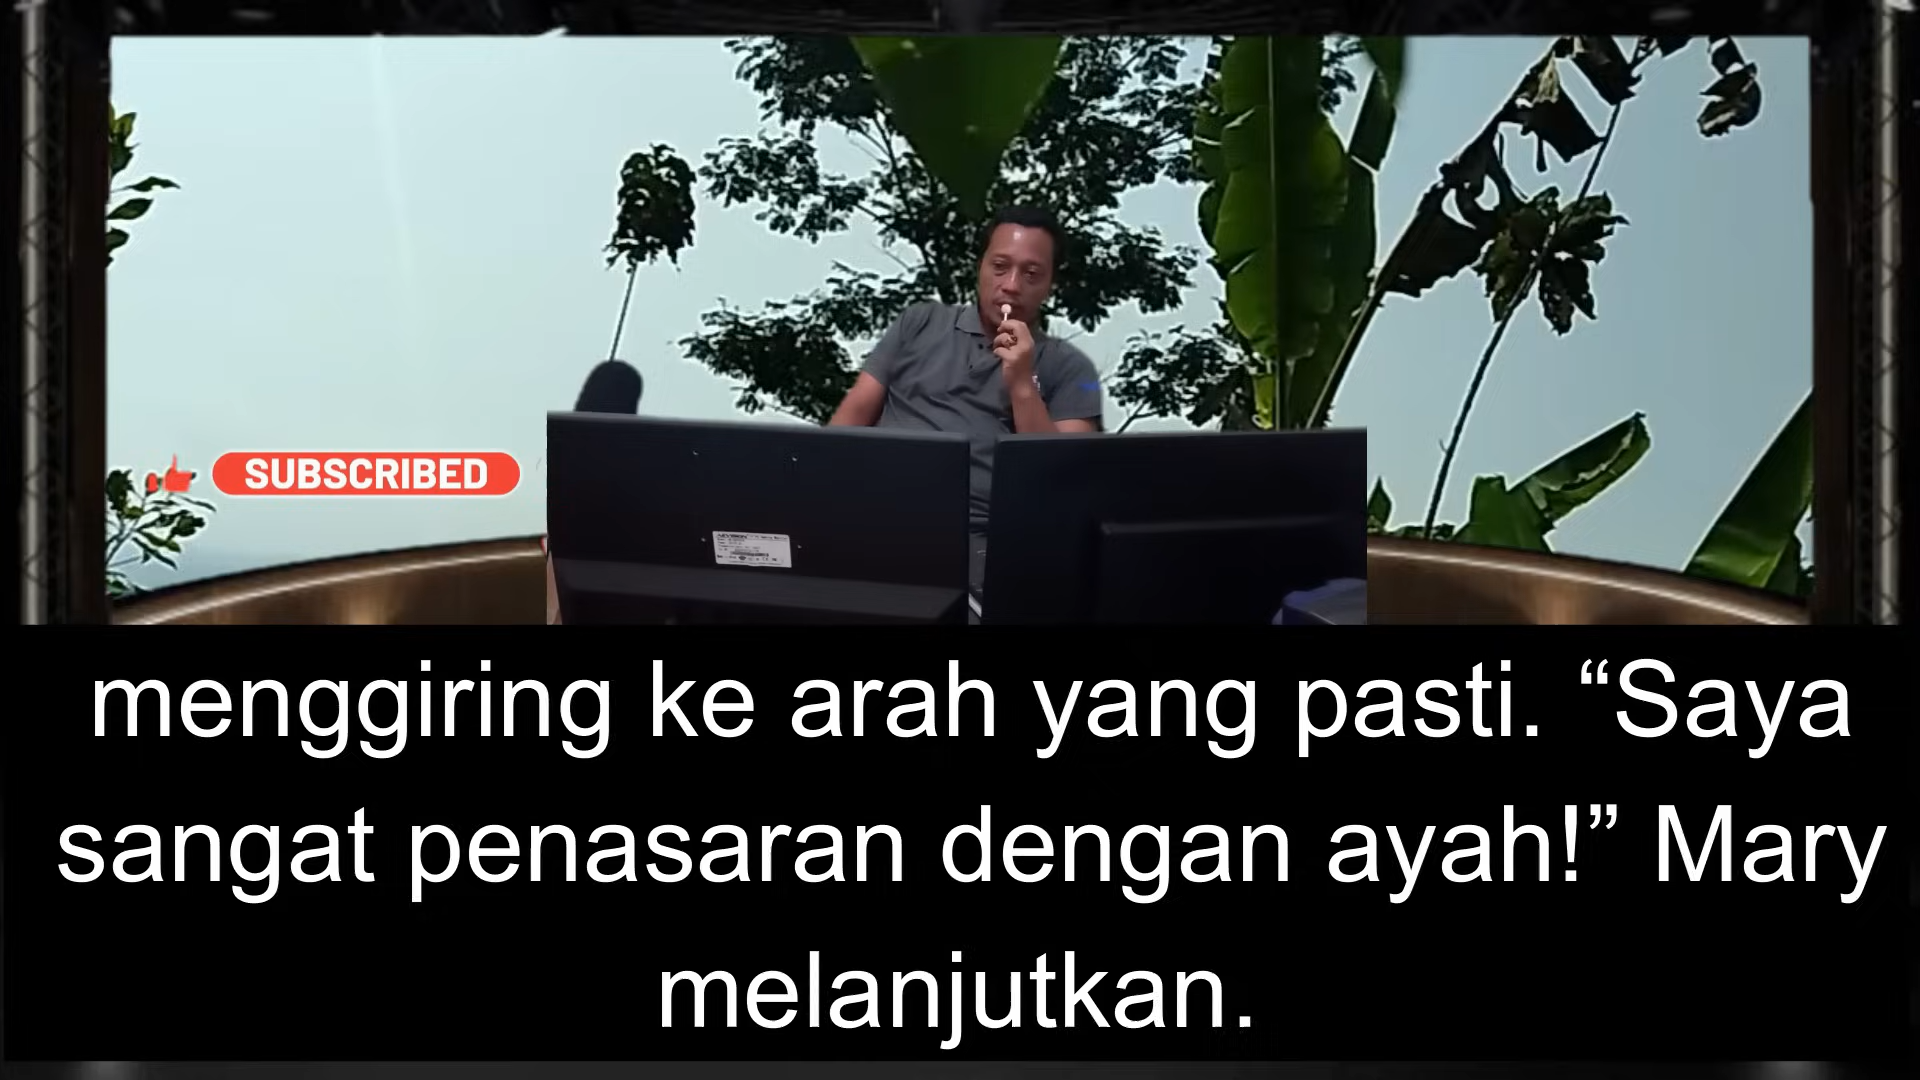 SUBSCRIBED
menggiring ke arah yang pasti. “Saya
sangat penasaran dengan ayah!” Mary
melanjutkan.